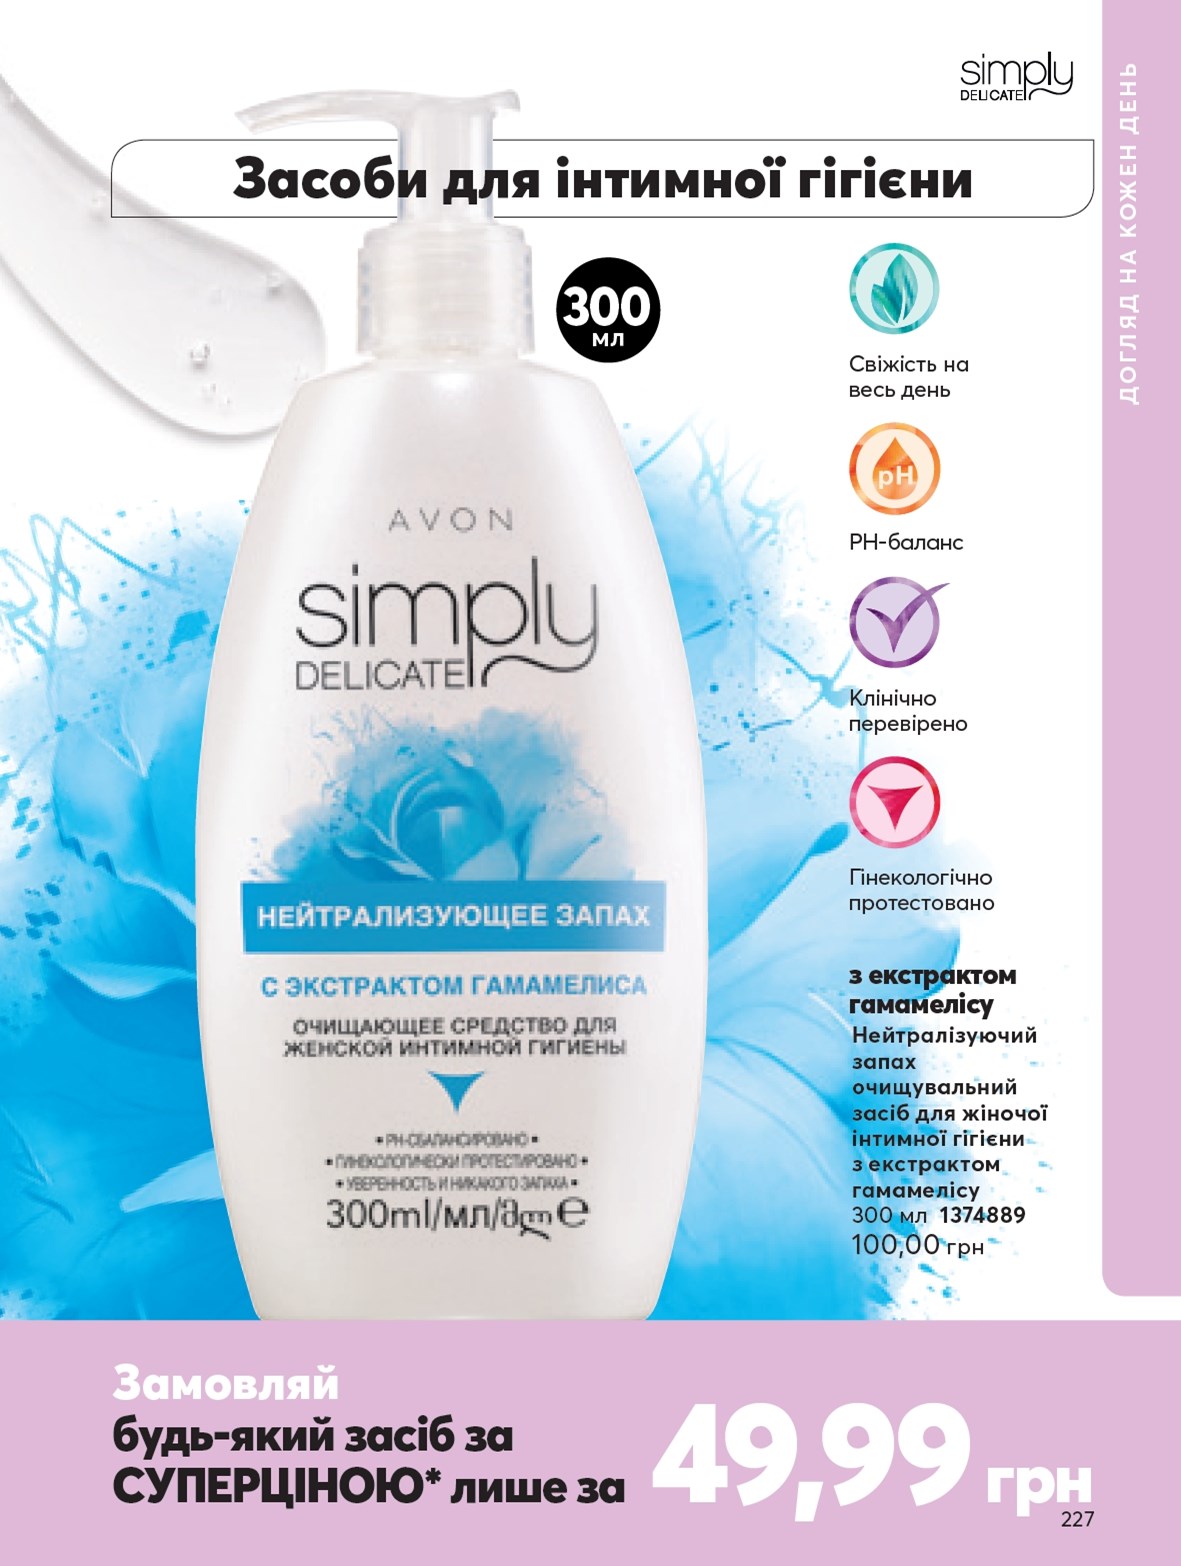 simply
DELICATE
ДОГЛЯД НА КОЖЕН ДЕНЬ
Засоби для інтимної гігієни
300
мл
Свіжість на
весь день
pH
PH-баланс
Клінічно
перевірено
Гінекологічно
протестовано
AVON
simply
DELICATE
НЕЙТРАЛИЗУЮЩЕЕ ЗАПАХ
С ЭКСТРАКТОМ ГАМАМЕЛИСА
ОЧИЩАЮЩЕЕ СРЕДСТВО ДЛЯ
ЖЕНСКОЙ ИНТИМНОЙ ГИГИЕНЫ
• PH-СБАЛАНСИРОВАНО •
• ГИНЕКОЛОГИЧЕСКИ ПРОТЕСТИРОВАНО •
• УВЕРЕННОСТЬ И НИКАКОГО ЗАПАХА •
300ml/мл/მლ ℮
з екстрактом
гамамелісу
Нейтралізуючий
запах
очищувальний
засіб для жіночої
інтимної гігієни
з екстрактом
гамамелісу
300 мл 1374889
100,00 грн
Замовляй
будь-який засіб за
СУПЕРЦІНОЮ* лише за
49,99 грн
227